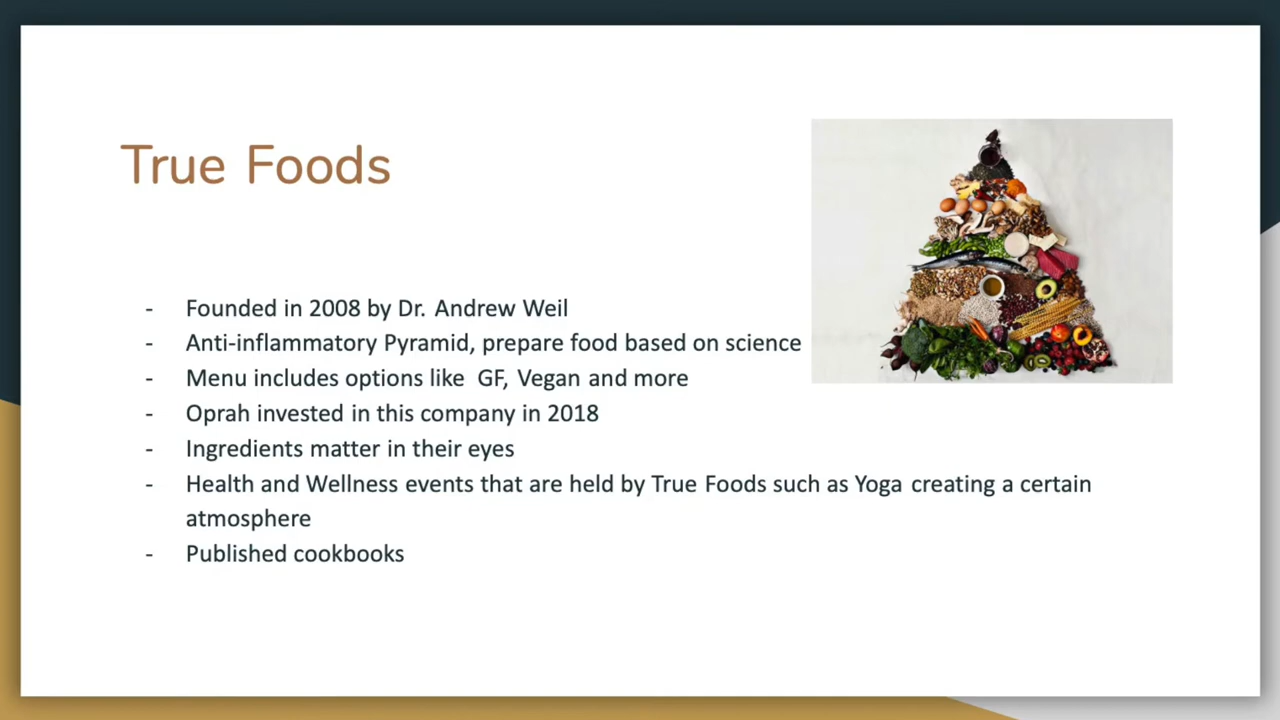 True Foods
- Founded in 2008 by Dr. Andrew Weil
- Anti-inflammatory Pyramid, prepare food based on science
- Menu includes options like  GF, Vegan and more
- Oprah invested in this company in 2018
- Ingredients matter in their eyes
- Health and Wellness events that are held by True Foods such as Yoga creating a certain
atmosphere
- Published cookbooks